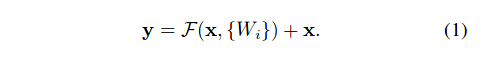 y = F(x, {W_i}) + x. (1)